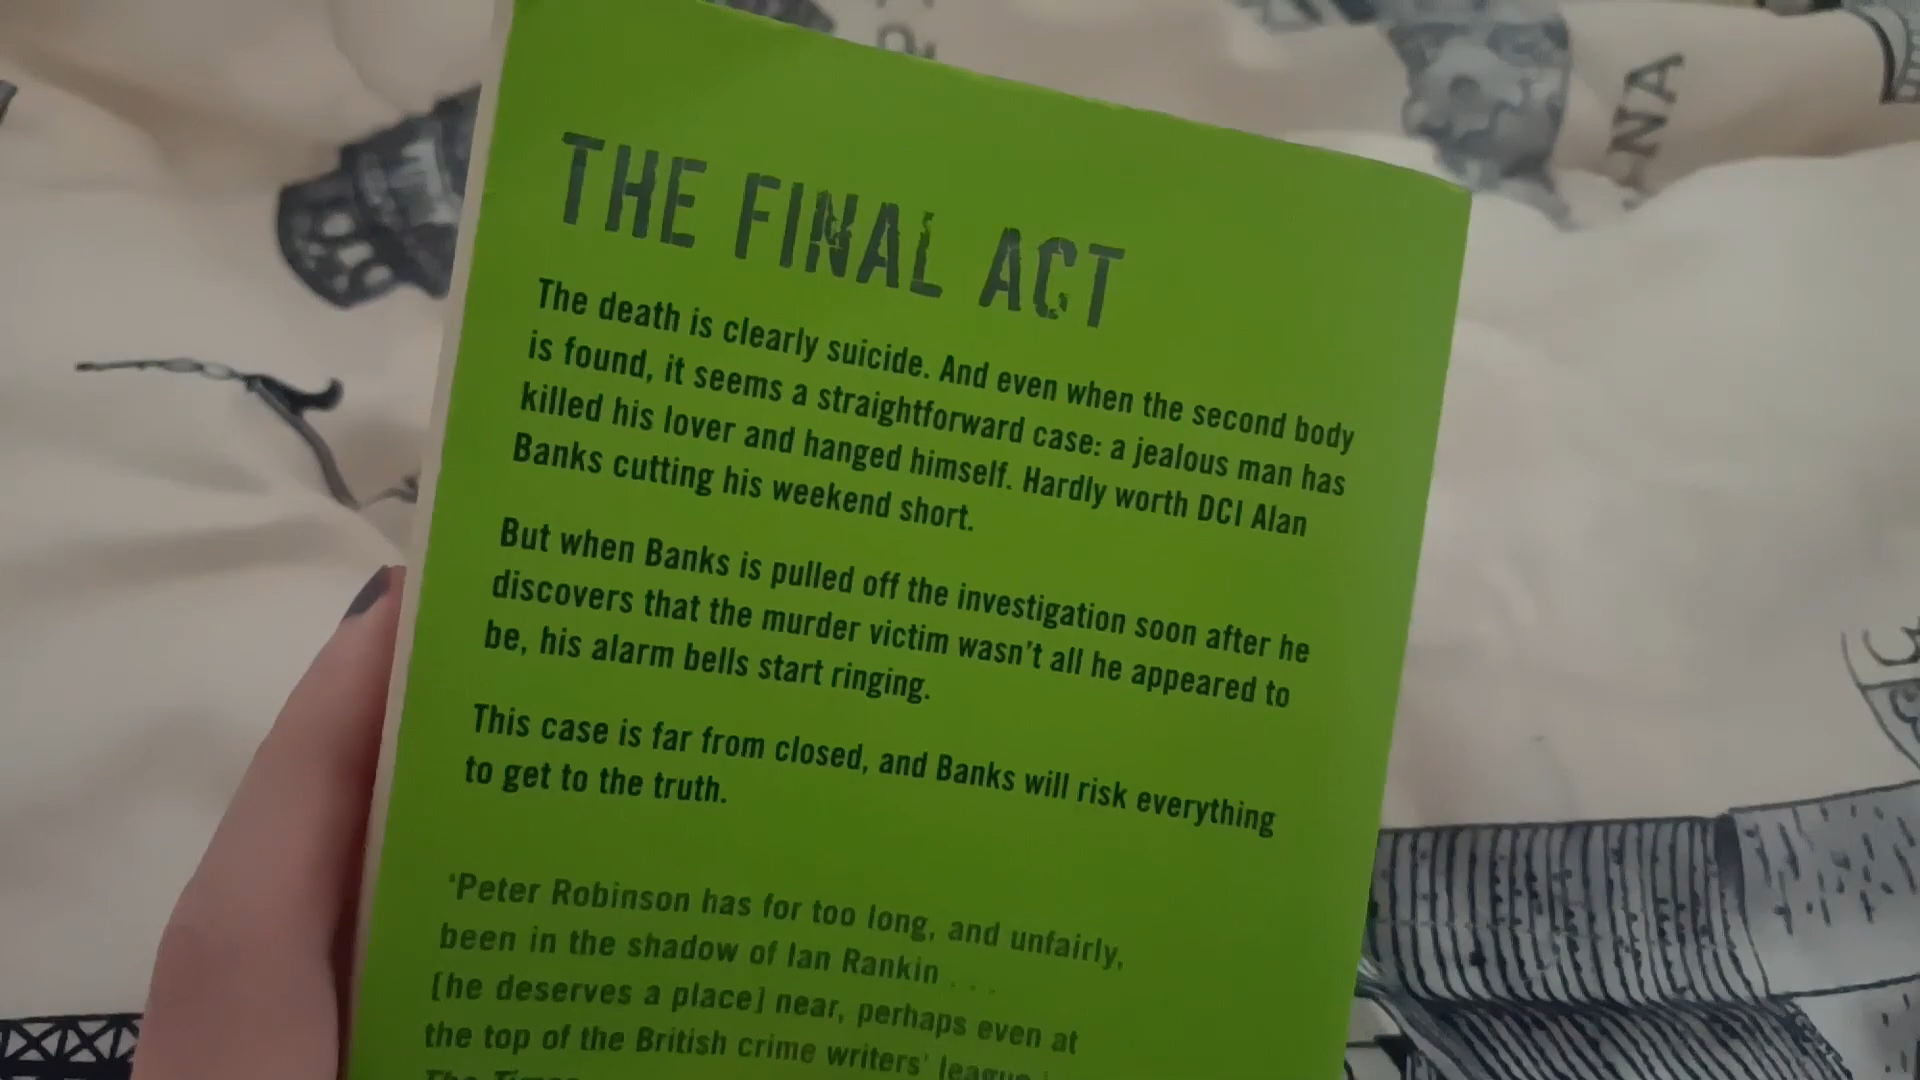 THE FINAL ACT
The death is clearly suicide. And even when the second body
is found, it seems a straightforward case: a jealous man has
killed his lover and hanged himself. Hardly worth DCI Alan
Banks cutting his weekend short.
But when Banks is pulled off the investigation soon after he
discovers that the murder victim wasn't all he appeared to
be, his alarm bells start ringing.
This case is far from closed, and Banks will risk everything
to get to the truth.
‘Peter Robinson has for too long, and unfairly,
been in the shadow of Ian Rankin . . .
[he deserves a place] near, perhaps even at
the top of the British crime writers' league
The Times